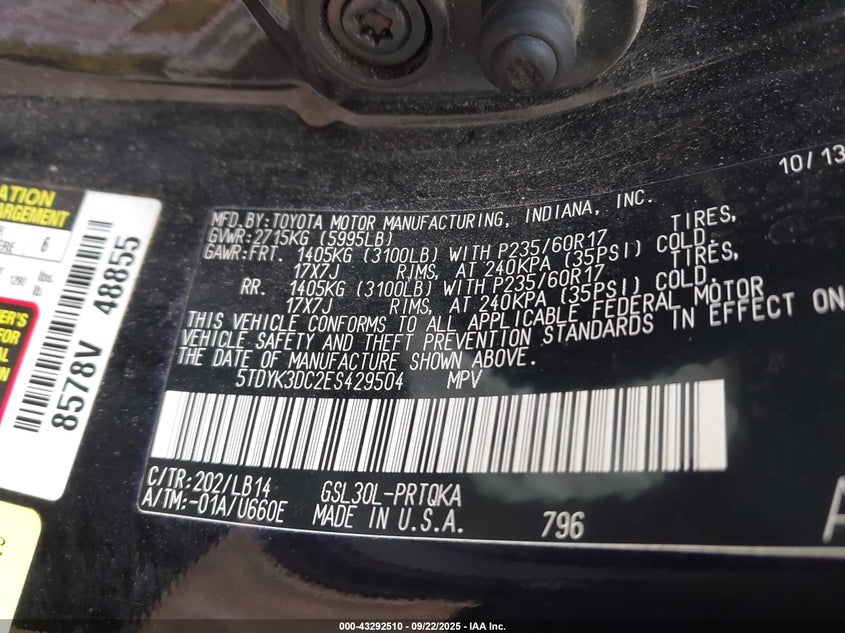 10/13
MFD.BY:TOYOTA MOTOR MANUFACTURING, INDIANA, INC.
GVWR:2715KG (5995LB)
GAWR:FRT. 1405KG (3100LB) WITH P235/60R17 TIRES,
17X7J RIMS, AT 240KPA (35PSI) COLD.
RR. 1405KG (3100LB) WITH P235/60R17 TIRES,
17X7J RIMS, AT 240KPA (35PSI) COLD.
THIS VEHICLE CONFORMS TO ALL APPLICABLE FEDERAL MOTOR
VEHICLE SAFETY AND THEFT PREVENTION STANDARDS IN EFFECT ON
THE DATE OF MANUFACTURE SHOWN ABOVE.
5TDYK3DC2ES429504 MPV
C/TR:202/LB14 GSL30L-PRTQKA
A/TM:-01A/U660E MADE IN U.S.A. 796
A
8578V 48855
6
lbs.
lb.
000-43292510 - 09/22/2025 - IAA Inc.